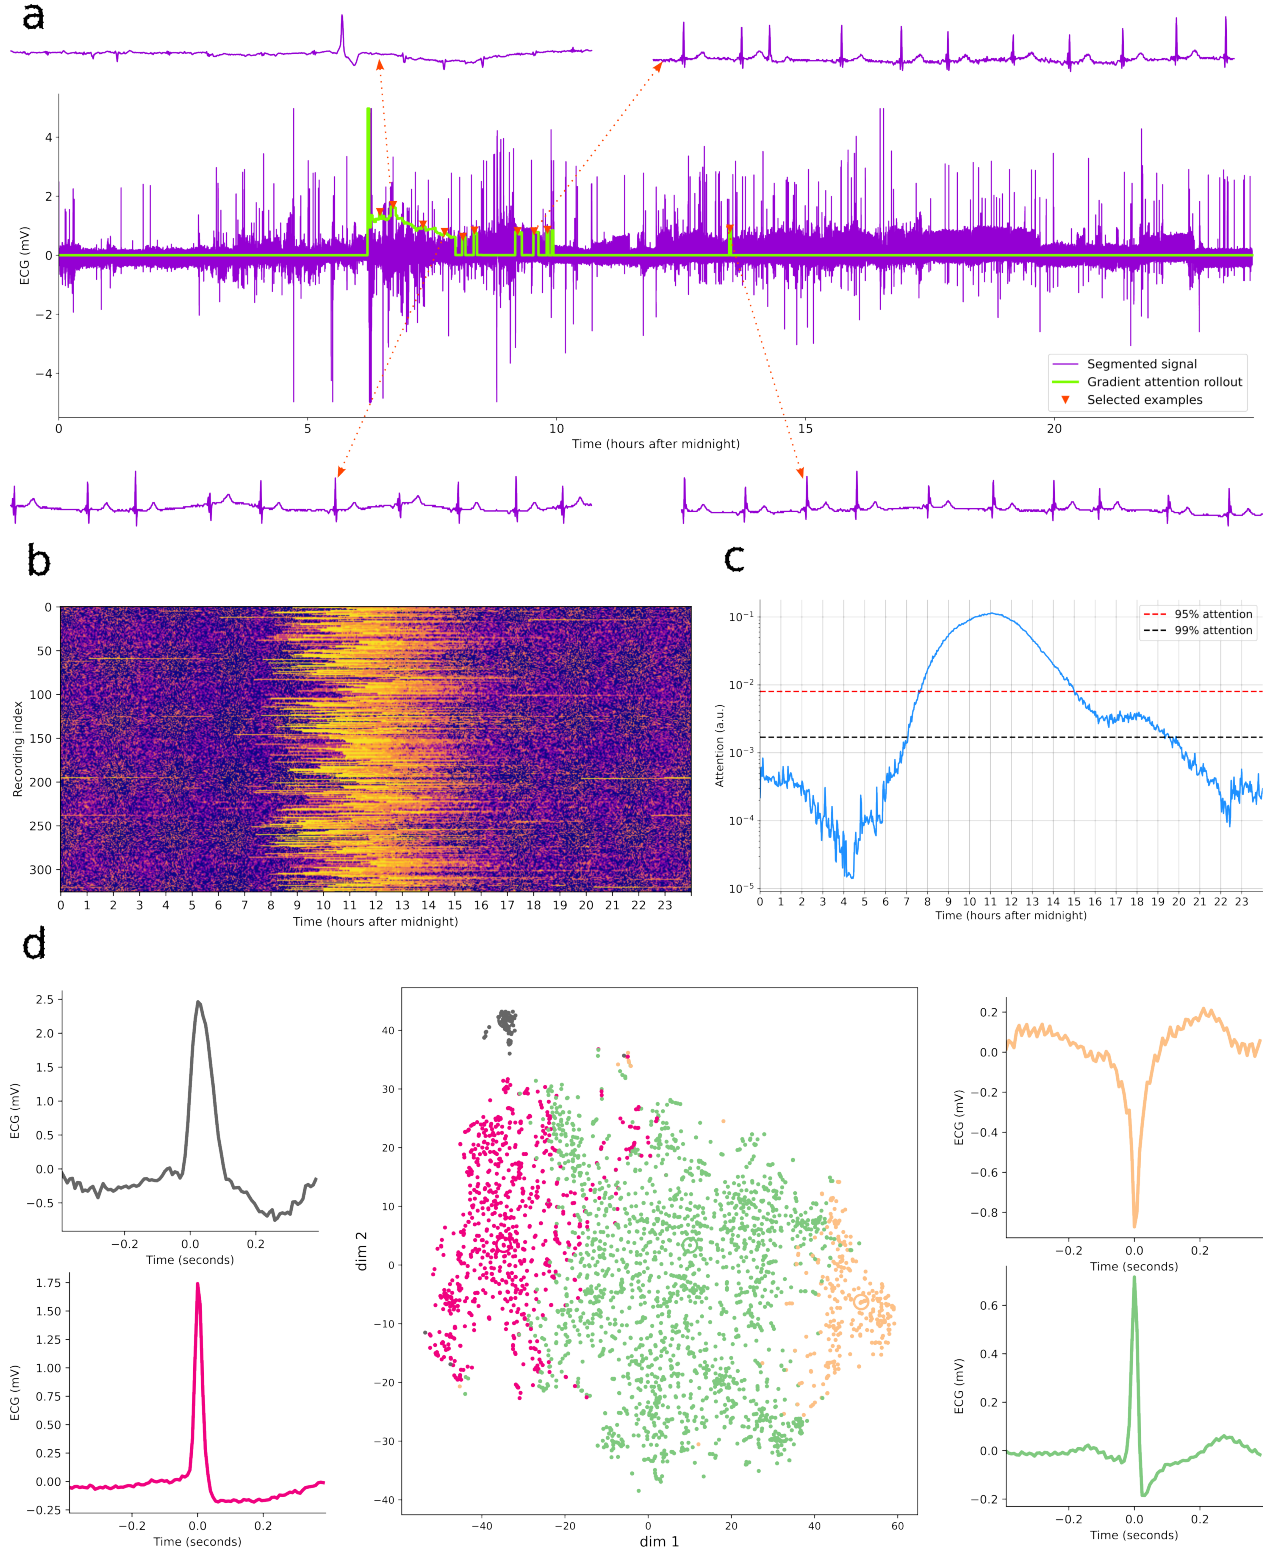 a
4
2
0
−2
−4
ECG (mV)
Segmented signal
Gradient attention rollout
Selected examples
0 5 10 15 20
Time (hours after midnight)
b
0
50
100
150
200
250
300
Recording index
0 1 2 3 4 5 6 7 8 9 10 11 12 13 14 15 16 17 18 19 20 21 22 23
Time (hours after midnight)
c
95% attention
99% attention
10⁻¹
10⁻²
10⁻³
10⁻⁴
10⁻⁵
Attention (a.u.)
0 1 2 3 4 5 6 7 8 9 10 11 12 13 14 15 16 17 18 19 20 21 22 23
Time (hours after midnight)
d
2.5
2.0
1.5
1.0
0.5
0.0
−0.5
ECG (mV)
−0.2 0.0 0.2
Time (seconds)
1.75
1.50
1.25
1.00
0.75
0.50
0.25
0.00
−0.25
ECG (mV)
−0.2 0.0 0.2
Time (seconds)
40
30
20
10
0
−10
−20
−30
−40
dim 2
−40 −20 0 20 40 60
dim 1
0.2
0.0
−0.2
−0.4
−0.6
−0.8
ECG (mV)
−0.2 0.0 0.2
Time (seconds)
0.6
0.4
0.2
0.0
−0.2
ECG (mV)
−0.2 0.0 0.2
Time (seconds)